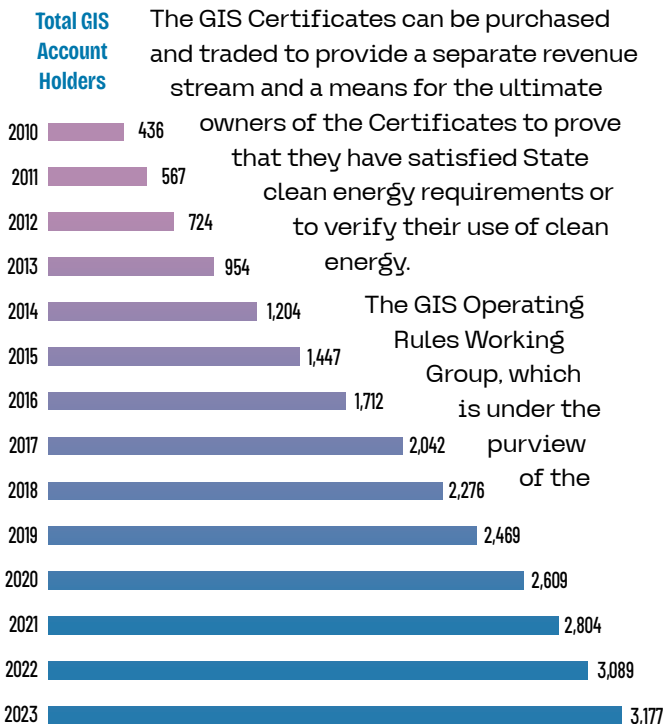 Total GIS
Account
Holders
The GIS Certificates can be purchased
and traded to provide a separate revenue
stream and a means for the ultimate
owners of the Certificates to prove
that they have satisfied State
clean energy requirements or
to verify their use of clean
energy.
The GIS Operating
Rules Working
Group, which
is under the
purview
of the
2010 436
2011 567
2012 724
2013 954
2014 1,204
2015 1,447
2016 1,712
2017 2,042
2018 2,276
2019 2,469
2020 2,609
2021 2,804
2022 3,089
2023 3,177